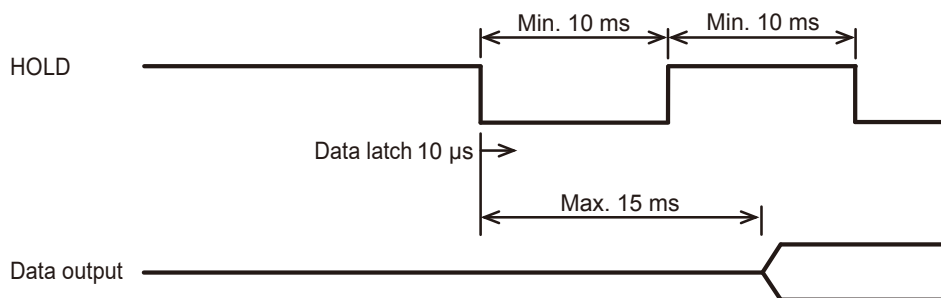 Min. 10 ms
Min. 10 ms
HOLD
Data latch 10 µs
Max. 15 ms
Data output